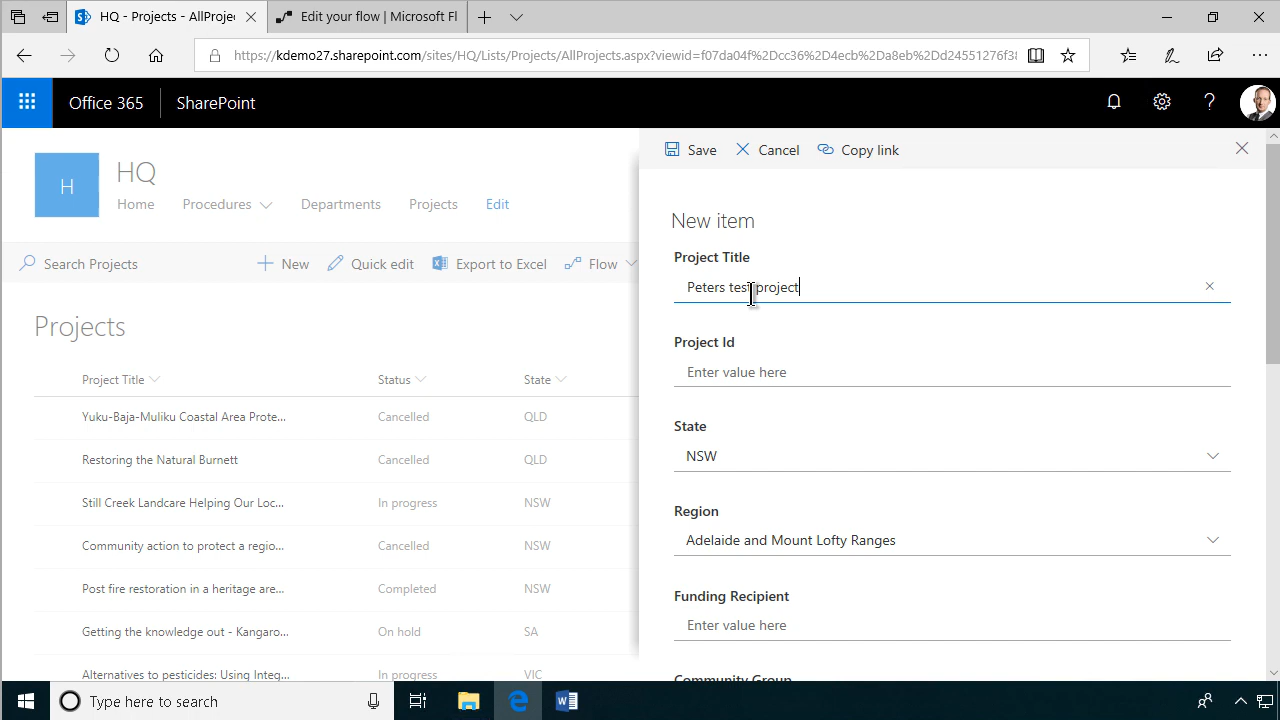 HQ - Projects - AllProjec
Edit your flow | Microsoft Fl
https://kdemo27.sharepoint.com/sites/HQ/Lists/Projects/AllProjects.aspx?viewid=f07da04f%2Dcc36%2D4ecb%2Da8eb%2Dd24551276f38
Office 365
SharePoint
?
H
HQ
Home
Procedures
Departments
Projects
Edit
Search Projects
New
Quick edit
Export to Excel
Flow
Projects
Project Title
Status
State
Yuku-Baja-Muliku Coastal Area Prote...
Cancelled
QLD
Restoring the Natural Burnett
Cancelled
QLD
Still Creek Landcare Helping Our Loc...
In progress
NSW
Community action to protect a regio...
Cancelled
NSW
Post fire restoration in a heritage are...
Completed
NSW
Getting the knowledge out - Kangaro...
On hold
SA
Alternatives to pesticides: Using Integ...
In progress
VIC
Save
Cancel
Copy link
New item
Project Title
Peters test project
Project Id
Enter value here
State
NSW
Region
Adelaide and Mount Lofty Ranges
Funding Recipient
Enter value here
Community Group
Type here to search